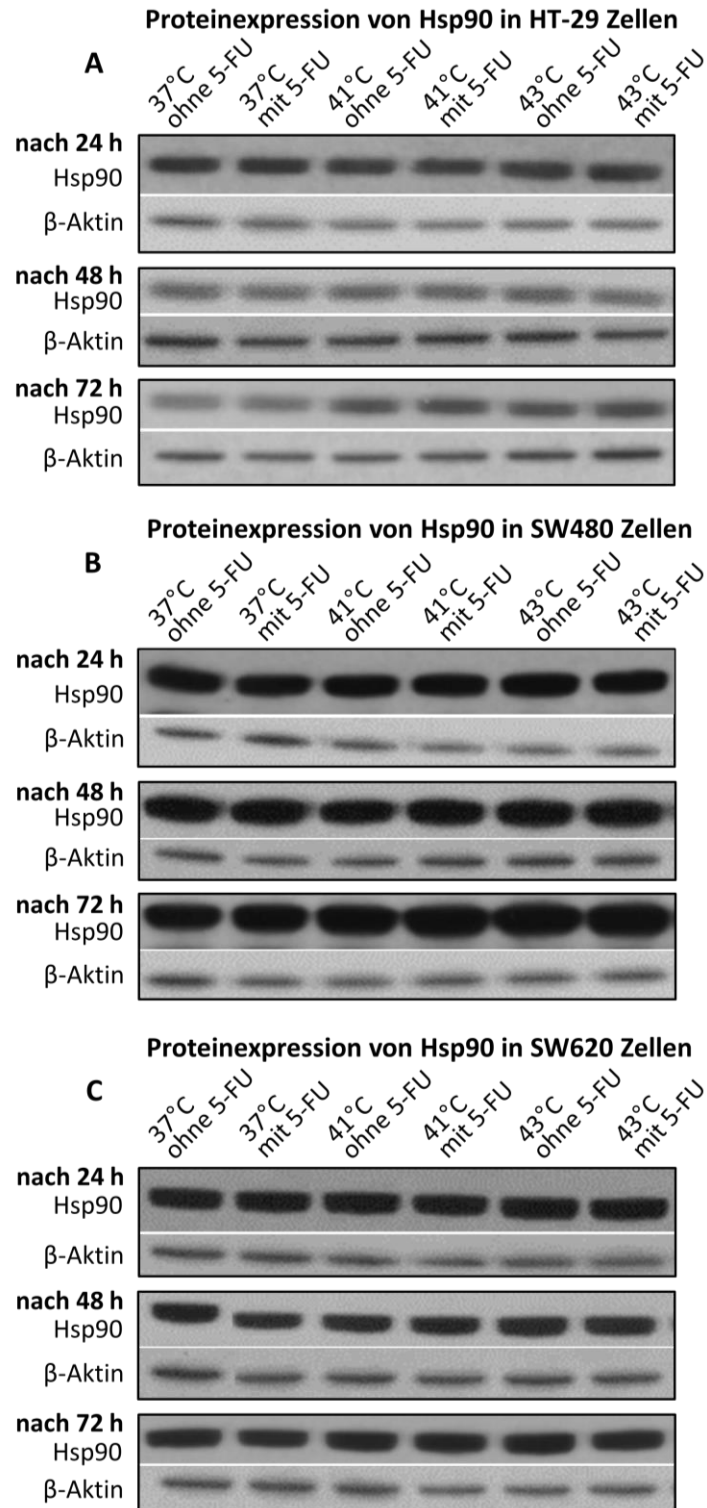 Proteinexpression von Hsp90 in HT-29 Zellen
A
37°C ohne 5-FU
37°C mit 5-FU
41°C ohne 5-FU
41°C mit 5-FU
43°C ohne 5-FU
43°C mit 5-FU
nach 24 h
Hsp90
β-Aktin
nach 48 h
Hsp90
β-Aktin
nach 72 h
Hsp90
β-Aktin
Proteinexpression von Hsp90 in SW480 Zellen
B
37°C ohne 5-FU
37°C mit 5-FU
41°C ohne 5-FU
41°C mit 5-FU
43°C ohne 5-FU
43°C mit 5-FU
nach 24 h
Hsp90
β-Aktin
nach 48 h
Hsp90
β-Aktin
nach 72 h
Hsp90
β-Aktin
Proteinexpression von Hsp90 in SW620 Zellen
C
37°C ohne 5-FU
37°C mit 5-FU
41°C ohne 5-FU
41°C mit 5-FU
43°C ohne 5-FU
43°C mit 5-FU
nach 24 h
Hsp90
β-Aktin
nach 48 h
Hsp90
β-Aktin
nach 72 h
Hsp90
β-Aktin